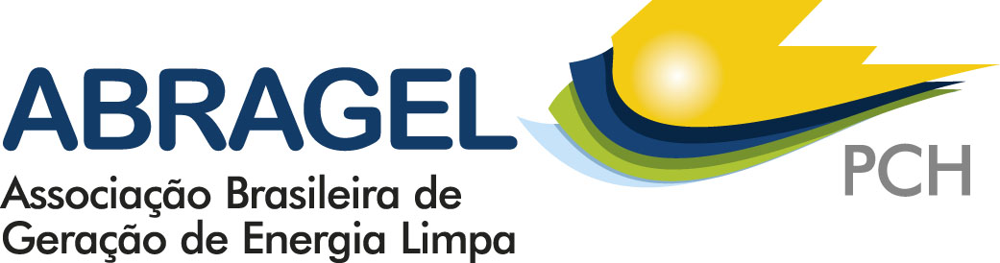 ABRAGEL
Associação Brasileira de
Geração de Energia Limpa
PCH